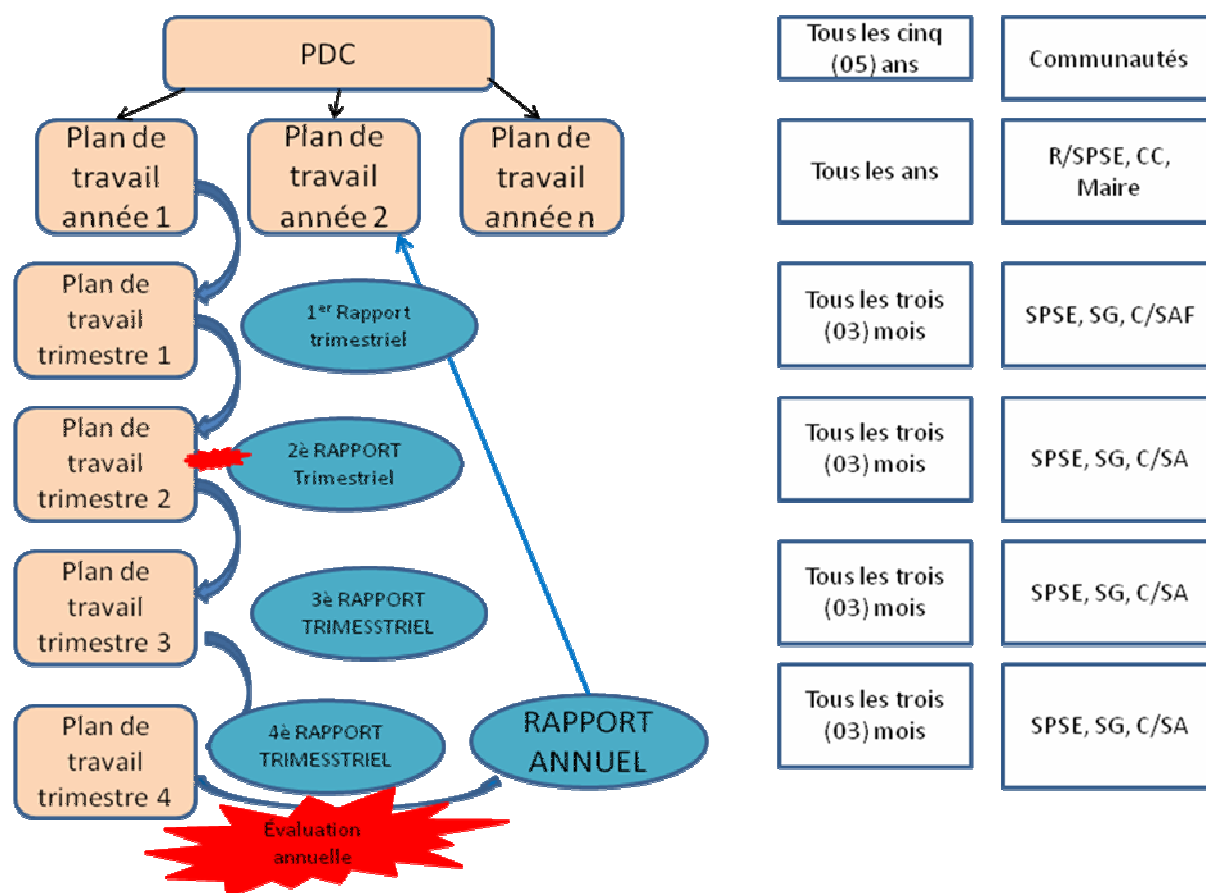 PDC
Tous les cinq
(05) ans
Communautés
Plan de
travail
année 1
Plan de
travail
année 2
Plan de
travail
année n
Tous les ans
R/SPSE, CC,
Maire
Plan de
travail
trimestre 1
1er Rapport
trimestriel
Tous les trois
(03) mois
SPSE, SG, C/SAF
Plan de
travail
trimestre 2
2è RAPPORT
Trimestriel
Tous les trois
(03) mois
SPSE, SG, C/SA
Plan de
travail
trimestre 3
3è RAPPORT
TRIMESSTRIEL
Tous les trois
(03) mois
SPSE, SG, C/SA
Plan de
travail
trimestre 4
4è RAPPORT
TRIMESSTRIEL
RAPPORT
ANNUEL
Tous les trois
(03) mois
SPSE, SG, C/SA
Évaluation
annuelle